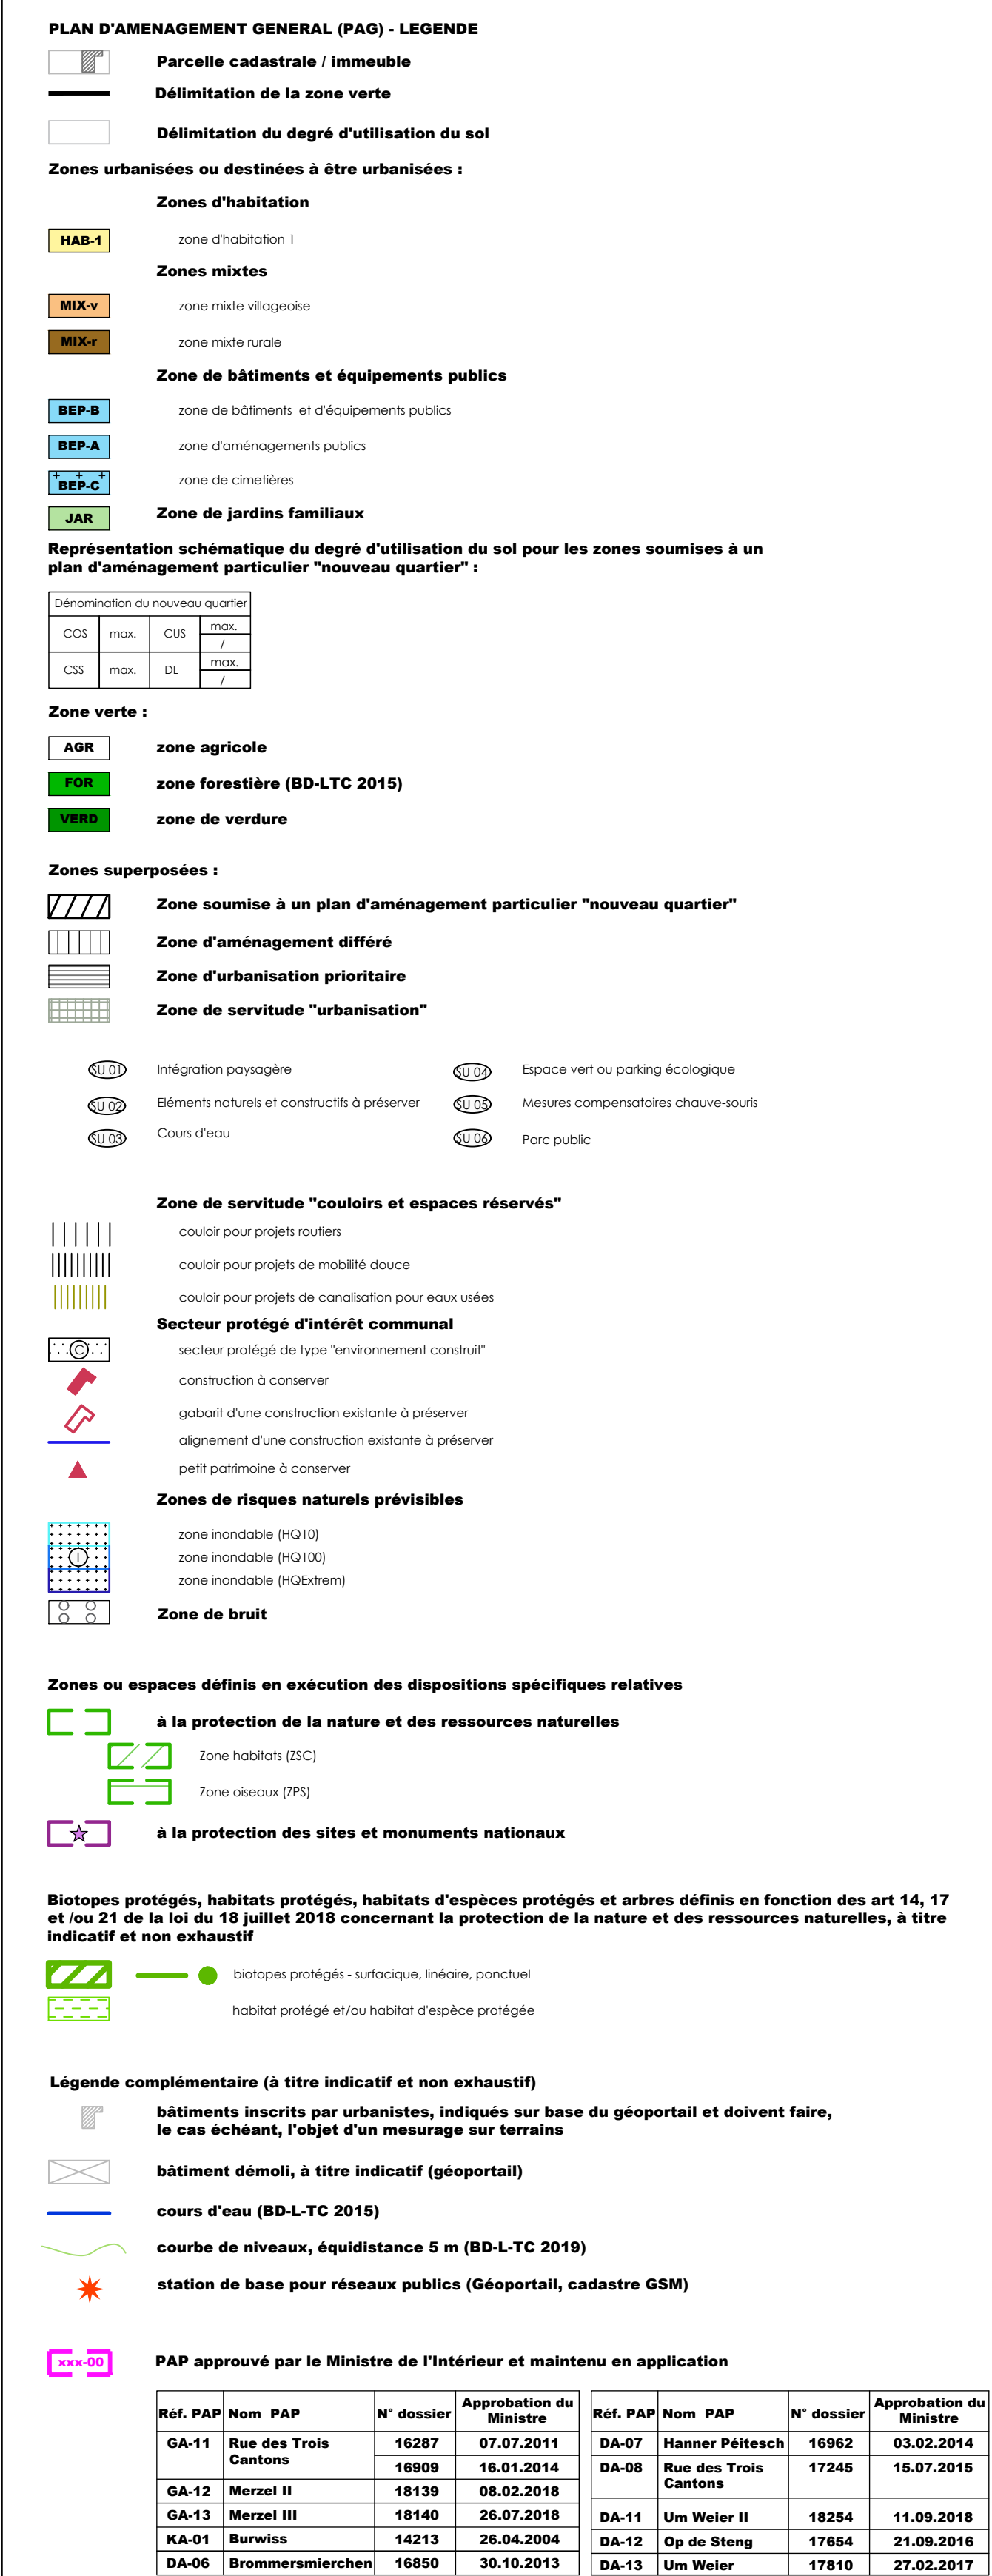 PLAN D'AMENAGEMENT GENERAL (PAG) - LEGENDE
Parcelle cadastrale / immeuble
Délimitation de la zone verte
Délimitation du degré d'utilisation du sol
Zones urbanisées ou destinées à être urbanisées :
Zones d'habitation
HAB-1 zone d'habitation 1
Zones mixtes
MIX-v zone mixte villageoise
MIX-r zone mixte rurale
Zone de bâtiments et équipements publics
BEP-B zone de bâtiments et d'équipements publics
BEP-A zone d'aménagements publics
BEP-C zone de cimetières
JAR Zone de jardins familiaux
Représentation schématique du degré d'utilisation du sol pour les zones soumises à un
plan d'aménagement particulier "nouveau quartier" :
Dénomination du nouveau quartier
COS max. CUS max.
/
CSS max. DL max.
/
Zone verte :
AGR zone agricole
FOR zone forestière (BD-LTC 2015)
VERD zone de verdure
Zones superposées :
Zone soumise à un plan d'aménagement particulier "nouveau quartier"
Zone d'aménagement différé
Zone d'urbanisation prioritaire
Zone de servitude "urbanisation"
SU 01 Intégration paysagère SU 04 Espace vert ou parking écologique
SU 02 Eléments naturels et constructifs à préserver SU 05 Mesures compensatoires chauve-souris
SU 03 Cours d'eau SU 06 Parc public
Zone de servitude "couloirs et espaces réservés"
couloir pour projets routiers
couloir pour projets de mobilité douce
couloir pour projets de canalisation pour eaux usées
Secteur protégé d'intérêt communal
C secteur protégé de type "environnement construit"
construction à conserver
gabarit d'une construction existante à préserver
alignement d'une construction existante à préserver
petit patrimoine à conserver
Zones de risques naturels prévisibles
zone inondable (HQ10)
I zone inondable (HQ100)
zone inondable (HQExtrem)
Zone de bruit
Zones ou espaces définis en exécution des dispositions spécifiques relatives
à la protection de la nature et des ressources naturelles
Zone habitats (ZSC)
Zone oiseaux (ZPS)
à la protection des sites et monuments nationaux
Biotopes protégés, habitats protégés, habitats d'espèces protégés et arbres définis en fonction des art 14, 17
et /ou 21 de la loi du 18 juillet 2018 concernant la protection de la nature et des ressources naturelles, à titre
indicatif et non exhaustif
biotopes protégés - surfacique, linéaire, ponctuel
habitat protégé et/ou habitat d'espèce protégée
Légende complémentaire (à titre indicatif et non exhaustif)
bâtiments inscrits par urbanistes, indiqués sur base du géoportail et doivent faire,
le cas échéant, l'objet d'un mesurage sur terrains
bâtiment démoli, à titre indicatif (géoportail)
cours d'eau (BD-L-TC 2015)
courbe de niveaux, équidistance 5 m (BD-L-TC 2019)
station de base pour réseaux publics (Géoportail, cadastre GSM)
xxx-00 PAP approuvé par le Ministre de l'Intérieur et maintenu en application
Réf. PAP Nom PAP N° dossier Approbation du
Ministre
GA-11 Rue des Trois 16287 07.07.2011
Cantons 16909 16.01.2014
GA-12 Merzel II 18139 08.02.2018
GA-13 Merzel III 18140 26.07.2018
KA-01 Burwiss 14213 26.04.2004
DA-06 Brommersmierchen 16850 30.10.2013
Réf. PAP Nom PAP N° dossier Approbation du
Ministre
DA-07 Hanner Péitesch 16962 03.02.2014
DA-08 Rue des Trois 17245 15.07.2015
Cantons
DA-11 Um Weier II 18254 11.09.2018
DA-12 Op de Steng 17654 21.09.2016
DA-13 Um Weier 17810 27.02.2017